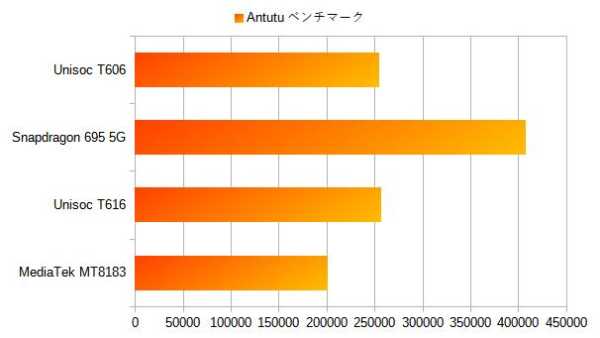 Antutu ベンチマーク
Unisoc T606
Snapdragon 695 5G
Unisoc T616
MediaTek MT8183
0 50000 100000 150000 200000 250000 300000 350000 400000 450000